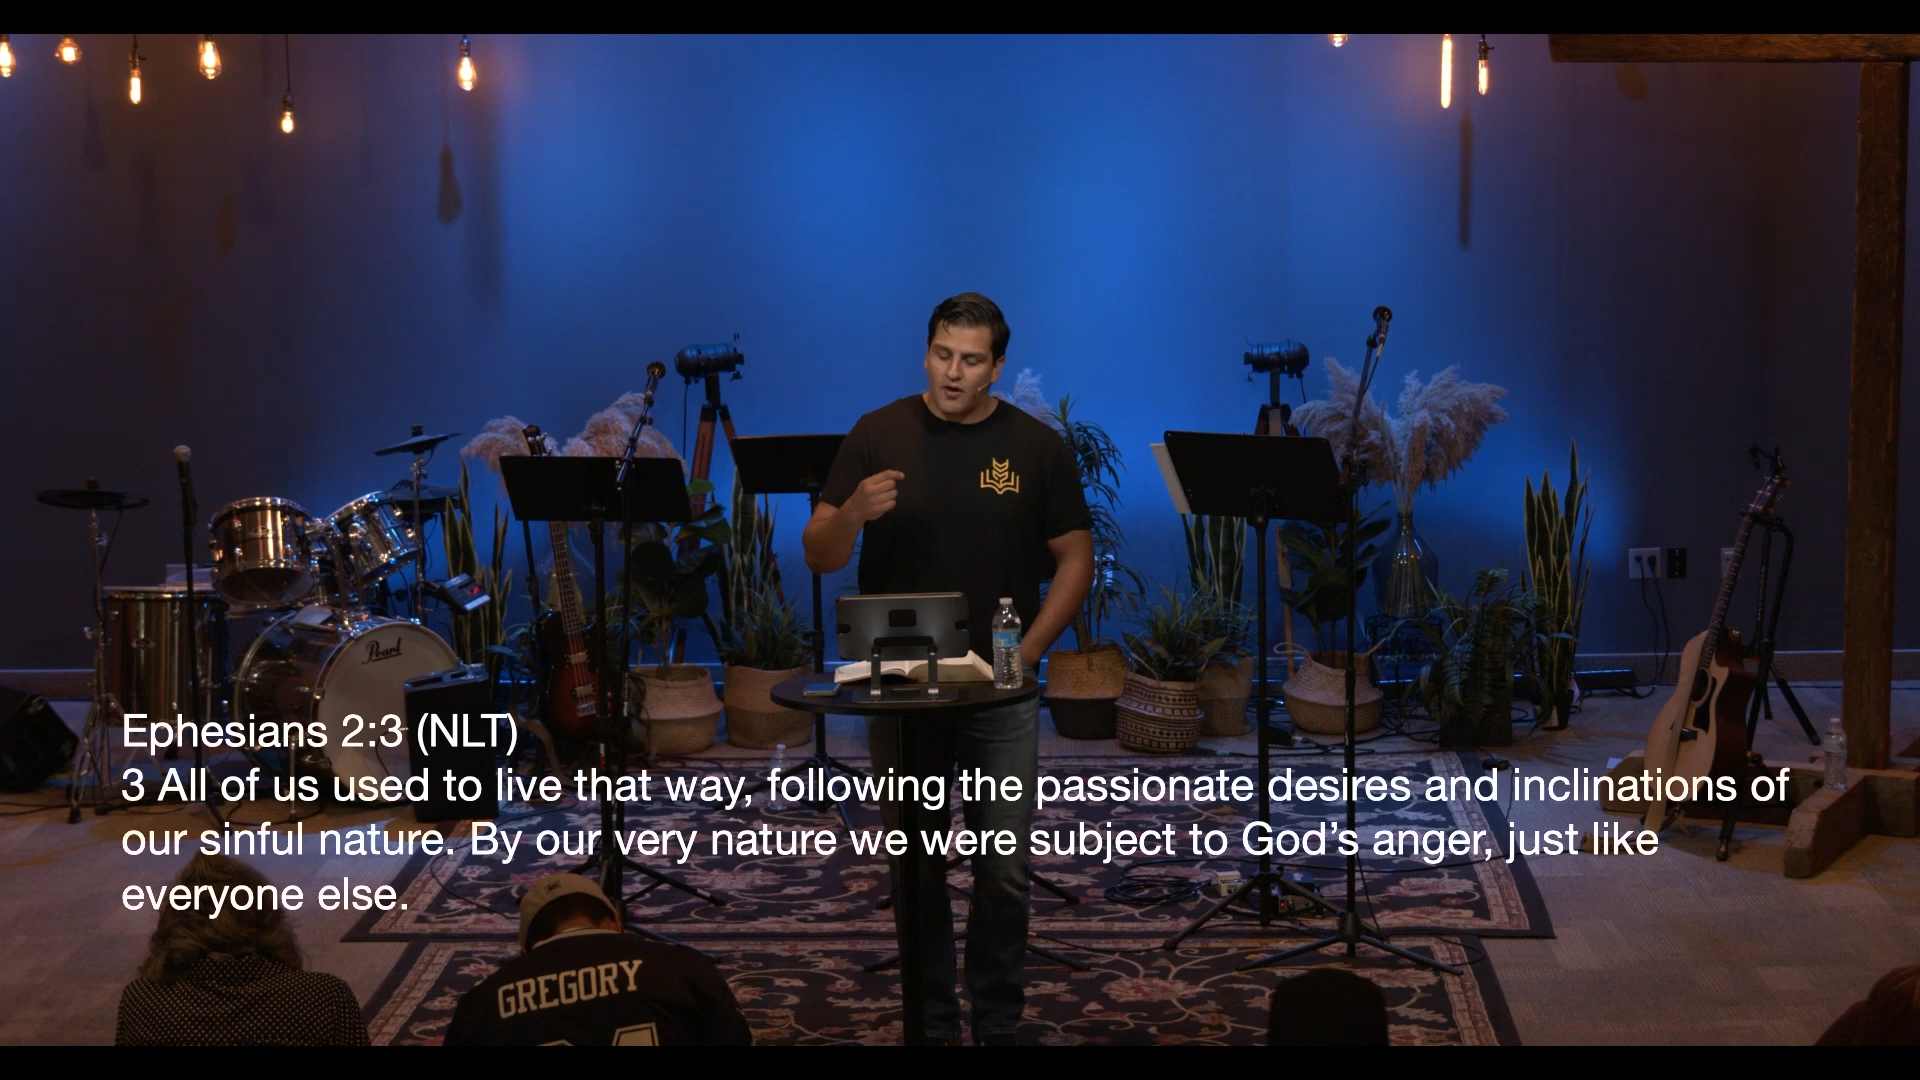 Pearl
Ephesians 2:3 (NLT)
3 All of us used to live that way, following the passionate desires and inclinations of
our sinful nature. By our very nature we were subject to God’s anger, just like
everyone else.
GREGORY